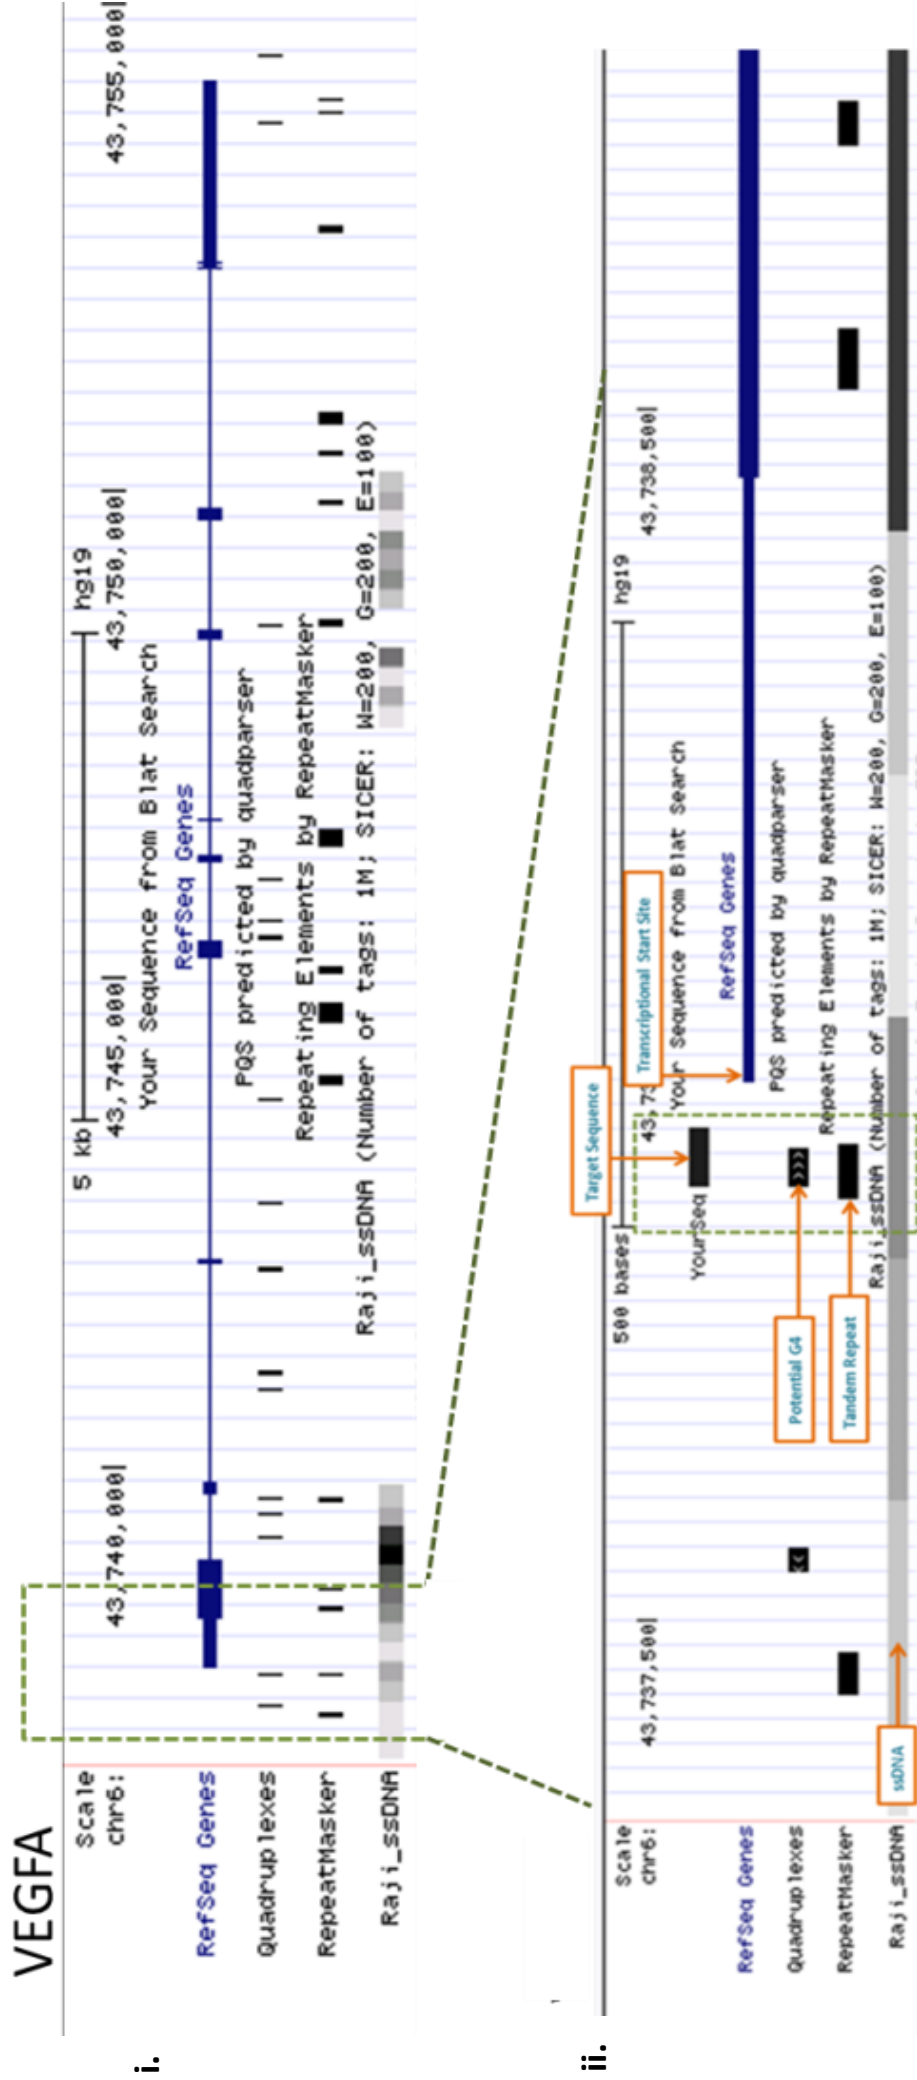 VEGFA
i.
Scale 5 kb hg19
chr6: 43,740,000| 43,745,000| 43,750,000| 43,755,000|
Your Sequence from Blat Search
RefSeq Genes
RefSeq Genes
PQS predicted by quadparser
Quadruplexes
Repeating Elements by RepeatMasker
RepeatMasker
Raji_ssDNA (Number of tags: 1M; SICER: W=200, G=200, E=100)
Raji_ssDNA
ii.
Target Sequence
Scale 500 bases hg19
Transcriptional Start Site
chr6: 43,737,500| 43,73 43,738,500|
Your Sequence from Blat Search
YourSeq
RefSeq Genes
RefSeq Genes
PQS predicted by quadparser
Quadruplexes
Potential G4
Repeating Elements by RepeatMasker
RepeatMasker
Tandem Repeat
Raji_ssDNA (Number of tags: 1M; SICER: W=200, G=200, E=100)
Raji_ssDNA
ssDNA